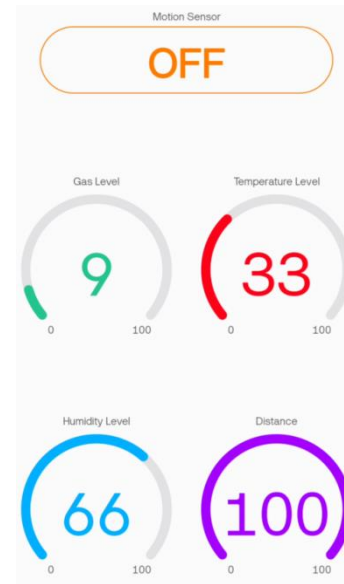 Motion Sensor
OFF
Gas Level
Temperature Level
9
33
0
100
0
100
Humidity Level
Distance
66
100
0
100
0
100